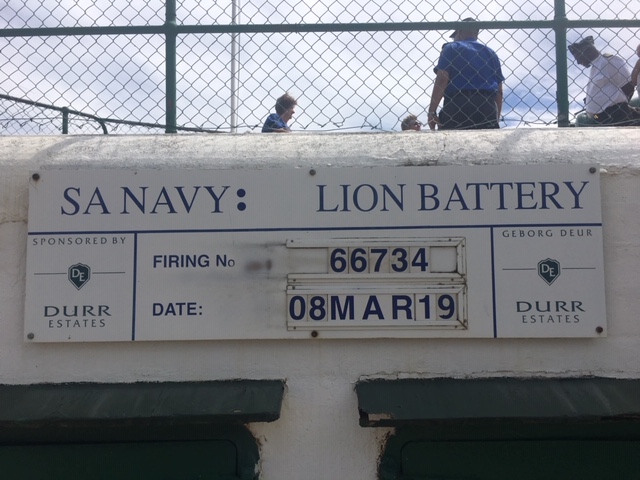 SA NAVY: LION BATTERY
SPONSORED BY
DE
DURR
ESTATES
FIRING No 66734
DATE: 08MAR19
GEBORG DEUR
DE
DURR
ESTATES